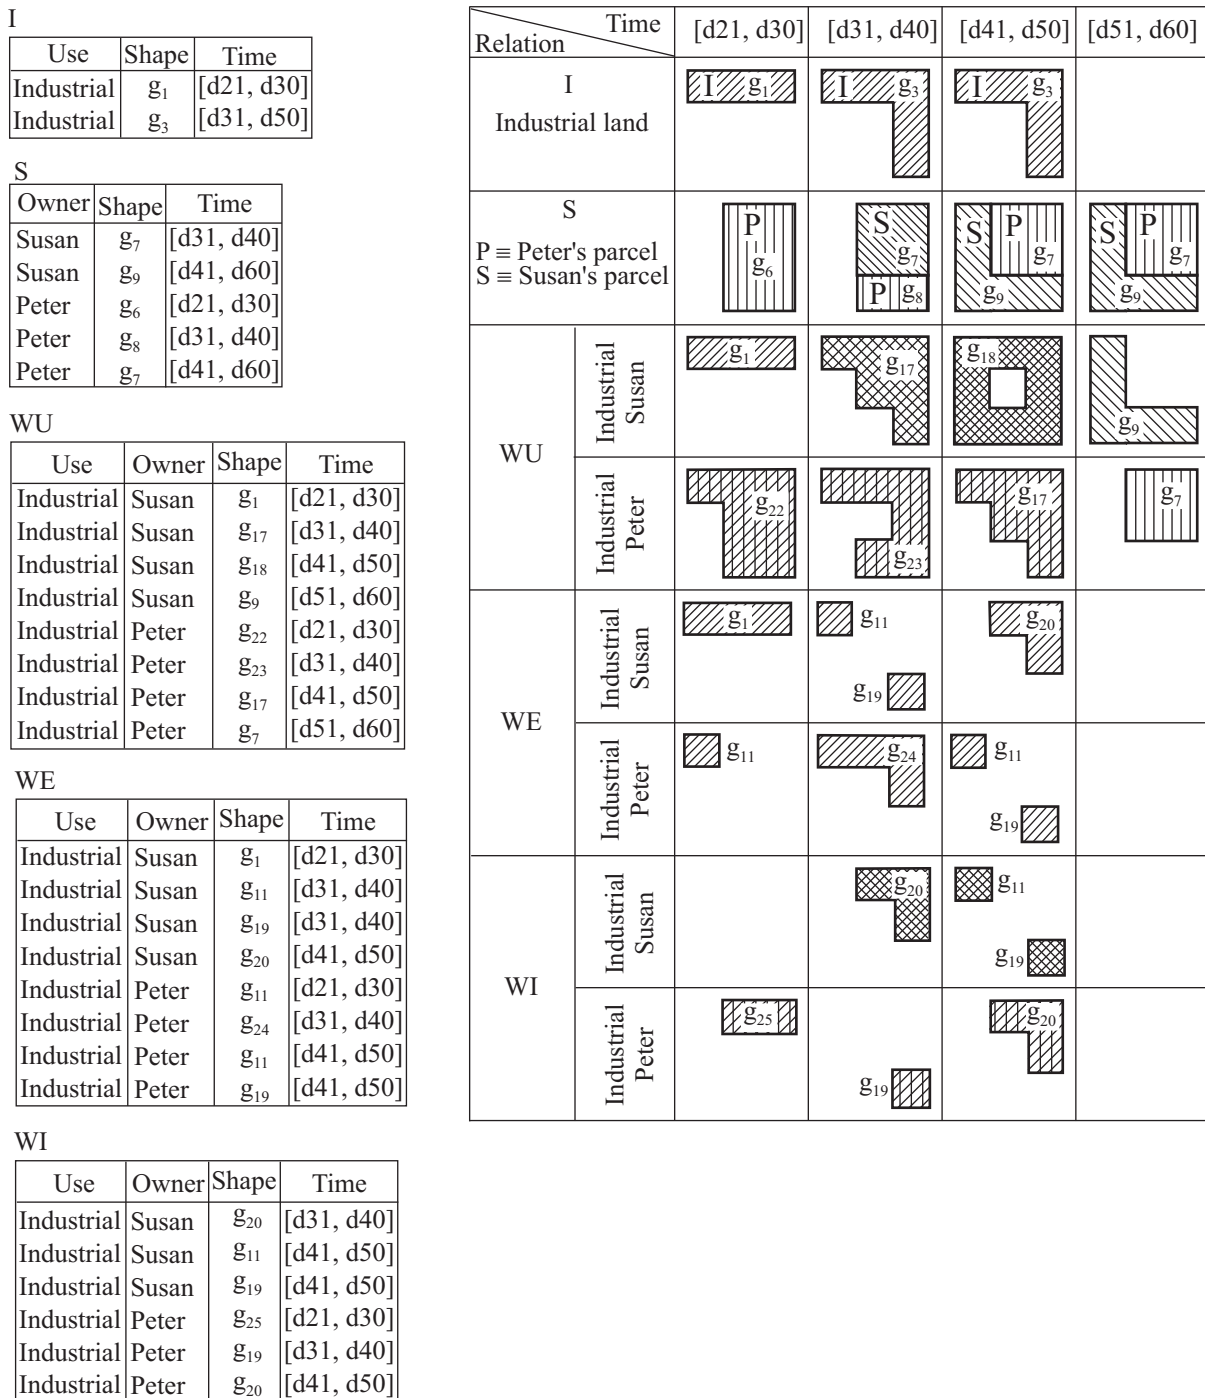 I
Use Shape Time
Industrial g1 [d21, d30]
Industrial g3 [d31, d50]
S
Owner Shape Time
Susan g7 [d31, d40]
Susan g9 [d41, d60]
Peter g6 [d21, d30]
Peter g8 [d31, d40]
Peter g7 [d41, d60]
WU
Use Owner Shape Time
Industrial Susan g1 [d21, d30]
Industrial Susan g17 [d31, d40]
Industrial Susan g18 [d41, d50]
Industrial Susan g9 [d51, d60]
Industrial Peter g22 [d21, d30]
Industrial Peter g23 [d31, d40]
Industrial Peter g17 [d41, d50]
Industrial Peter g7 [d51, d60]
WE
Use Owner Shape Time
Industrial Susan g1 [d21, d30]
Industrial Susan g11 [d31, d40]
Industrial Susan g19 [d31, d40]
Industrial Susan g20 [d41, d50]
Industrial Peter g11 [d21, d30]
Industrial Peter g24 [d31, d40]
Industrial Peter g11 [d41, d50]
Industrial Peter g19 [d41, d50]
WI
Use Owner Shape Time
Industrial Susan g20 [d31, d40]
Industrial Susan g11 [d41, d50]
Industrial Susan g19 [d41, d50]
Industrial Peter g25 [d21, d30]
Industrial Peter g19 [d31, d40]
Industrial Peter g20 [d41, d50]
Time
Relation
[d21, d30] [d31, d40] [d41, d50] [d51, d60]
I
Industrial land
I g1 I g3 I g3
S
P ≡ Peter's parcel
S ≡ Susan's parcel
P g6
S g7
P g8
S P g7
g9
S P g7
g9
WU
Industrial
Susan
g1 g17 g18 g9
Industrial
Peter
g22 g23 g17 g7
WE
Industrial
Susan
g1 g11 g20
g19
Industrial
Peter
g11 g24 g11
g19
WI
Industrial
Susan
g20 g11
g19
Industrial
Peter
g25 g20
g19